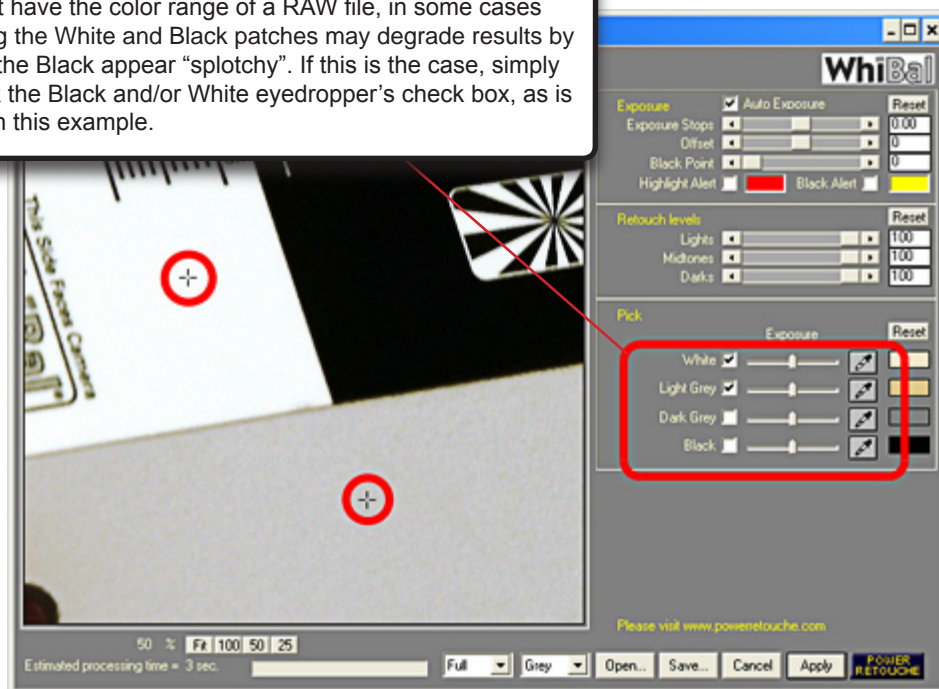 t have the color range of a RAW file, in some cases
g the White and Black patches may degrade results by
the Black appear “splotchy”. If this is the case, simply
k the Black and/or White eyedropper’s check box, as is
n this example.
WhiBal
Exposure Auto Exposure Reset
Exposure Stops 0.00
Offset 0
Black Point 0
Highlight Alert Black Alert
Retouch levels Reset
Lights 100
Midtones 100
Darks 100
Pick
Exposure Reset
White
Light Grey
Dark Grey
Black
This Side Faces Camera
Please visit www.powerretouche.com
50 % Fit 100 50 25
Estimated processing time = 3 sec. Full Grey Open... Save... Cancel Apply POWER
RETOUCHE